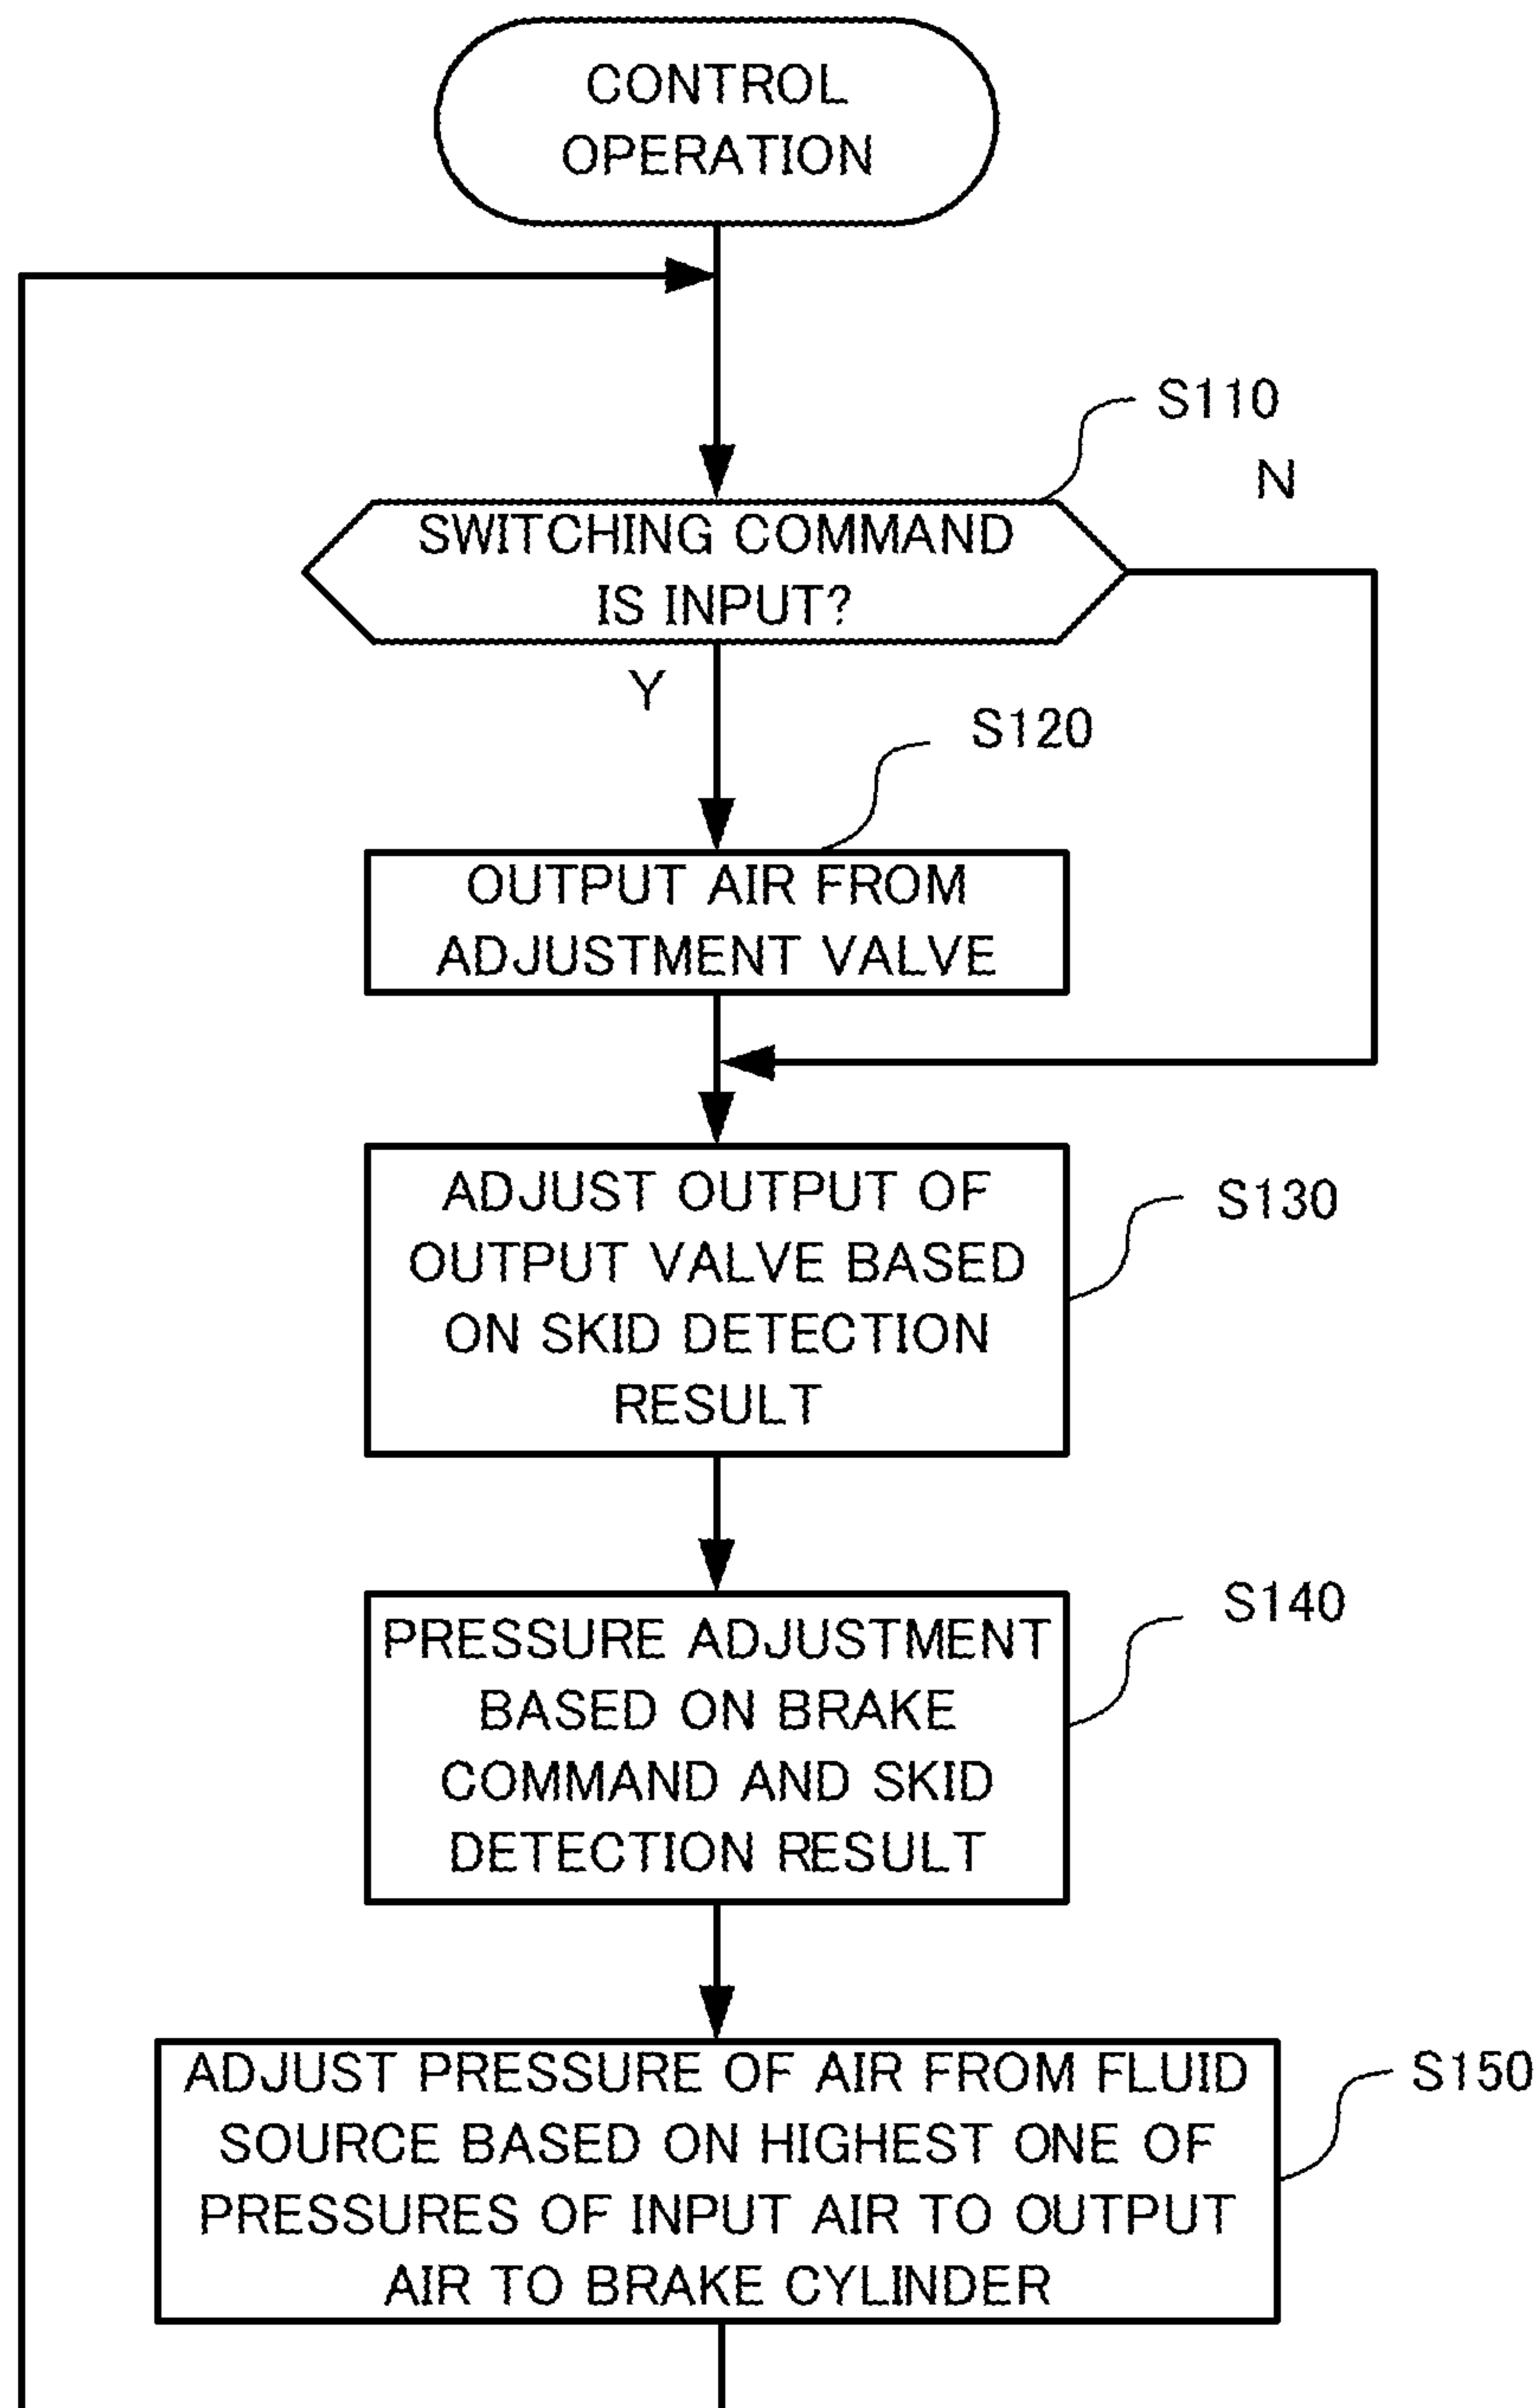 CONTROL
OPERATION
S110
N
SWITCHING COMMAND
IS INPUT?
Y
S120
OUTPUT AIR FROM
ADJUSTMENT VALVE
ADJUST OUTPUT OF
OUTPUT VALVE BASED
ON SKID DETECTION
RESULT
S130
PRESSURE ADJUSTMENT
BASED ON BRAKE
COMMAND AND SKID
DETECTION RESULT
S140
ADJUST PRESSURE OF AIR FROM FLUID
SOURCE BASED ON HIGHEST ONE OF
PRESSURES OF INPUT AIR TO OUTPUT
AIR TO BRAKE CYLINDER
S150